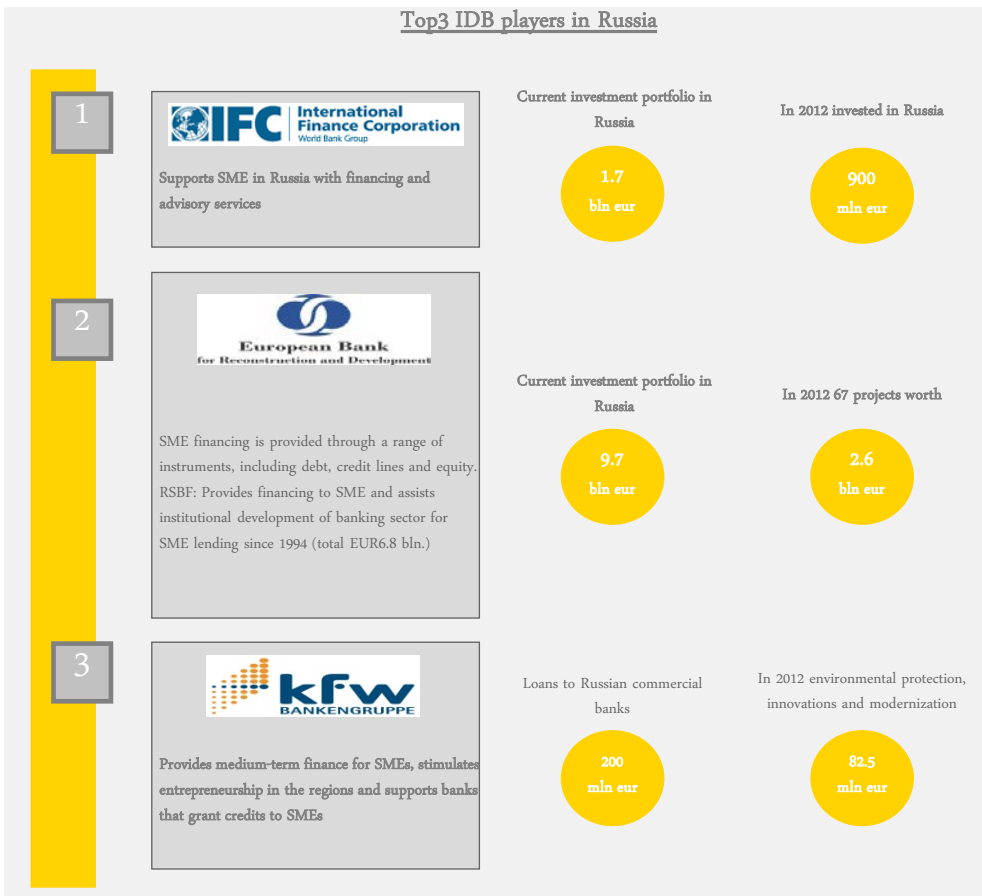 Top3 IDB players in Russia
1
IFC
International
Finance Corporation
World Bank Group
Supports SME in Russia with financing and
advisory services
Current investment portfolio in
Russia
1.7
bln eur
In 2012 invested in Russia
900
mln eur
2
European Bank
for Reconstruction and Development
SME financing is provided through a range of
instruments, including debt, credit lines and equity.
RSBF: Provides financing to SME and assists
institutional development of banking sector for
SME lending since 1994 (total EUR6.8 bln.)
Current investment portfolio in
Russia
9.7
bln eur
In 2012 67 projects worth
2.6
bln eur
3
kfw
BANKENGRUPPE
Provides medium-term finance for SMEs, stimulates
entrepreneurship in the regions and supports banks
that grant credits to SMEs
Loans to Russian commercial
banks
200
mln eur
In 2012 environmental protection,
innovations and modernization
82.5
mln eur